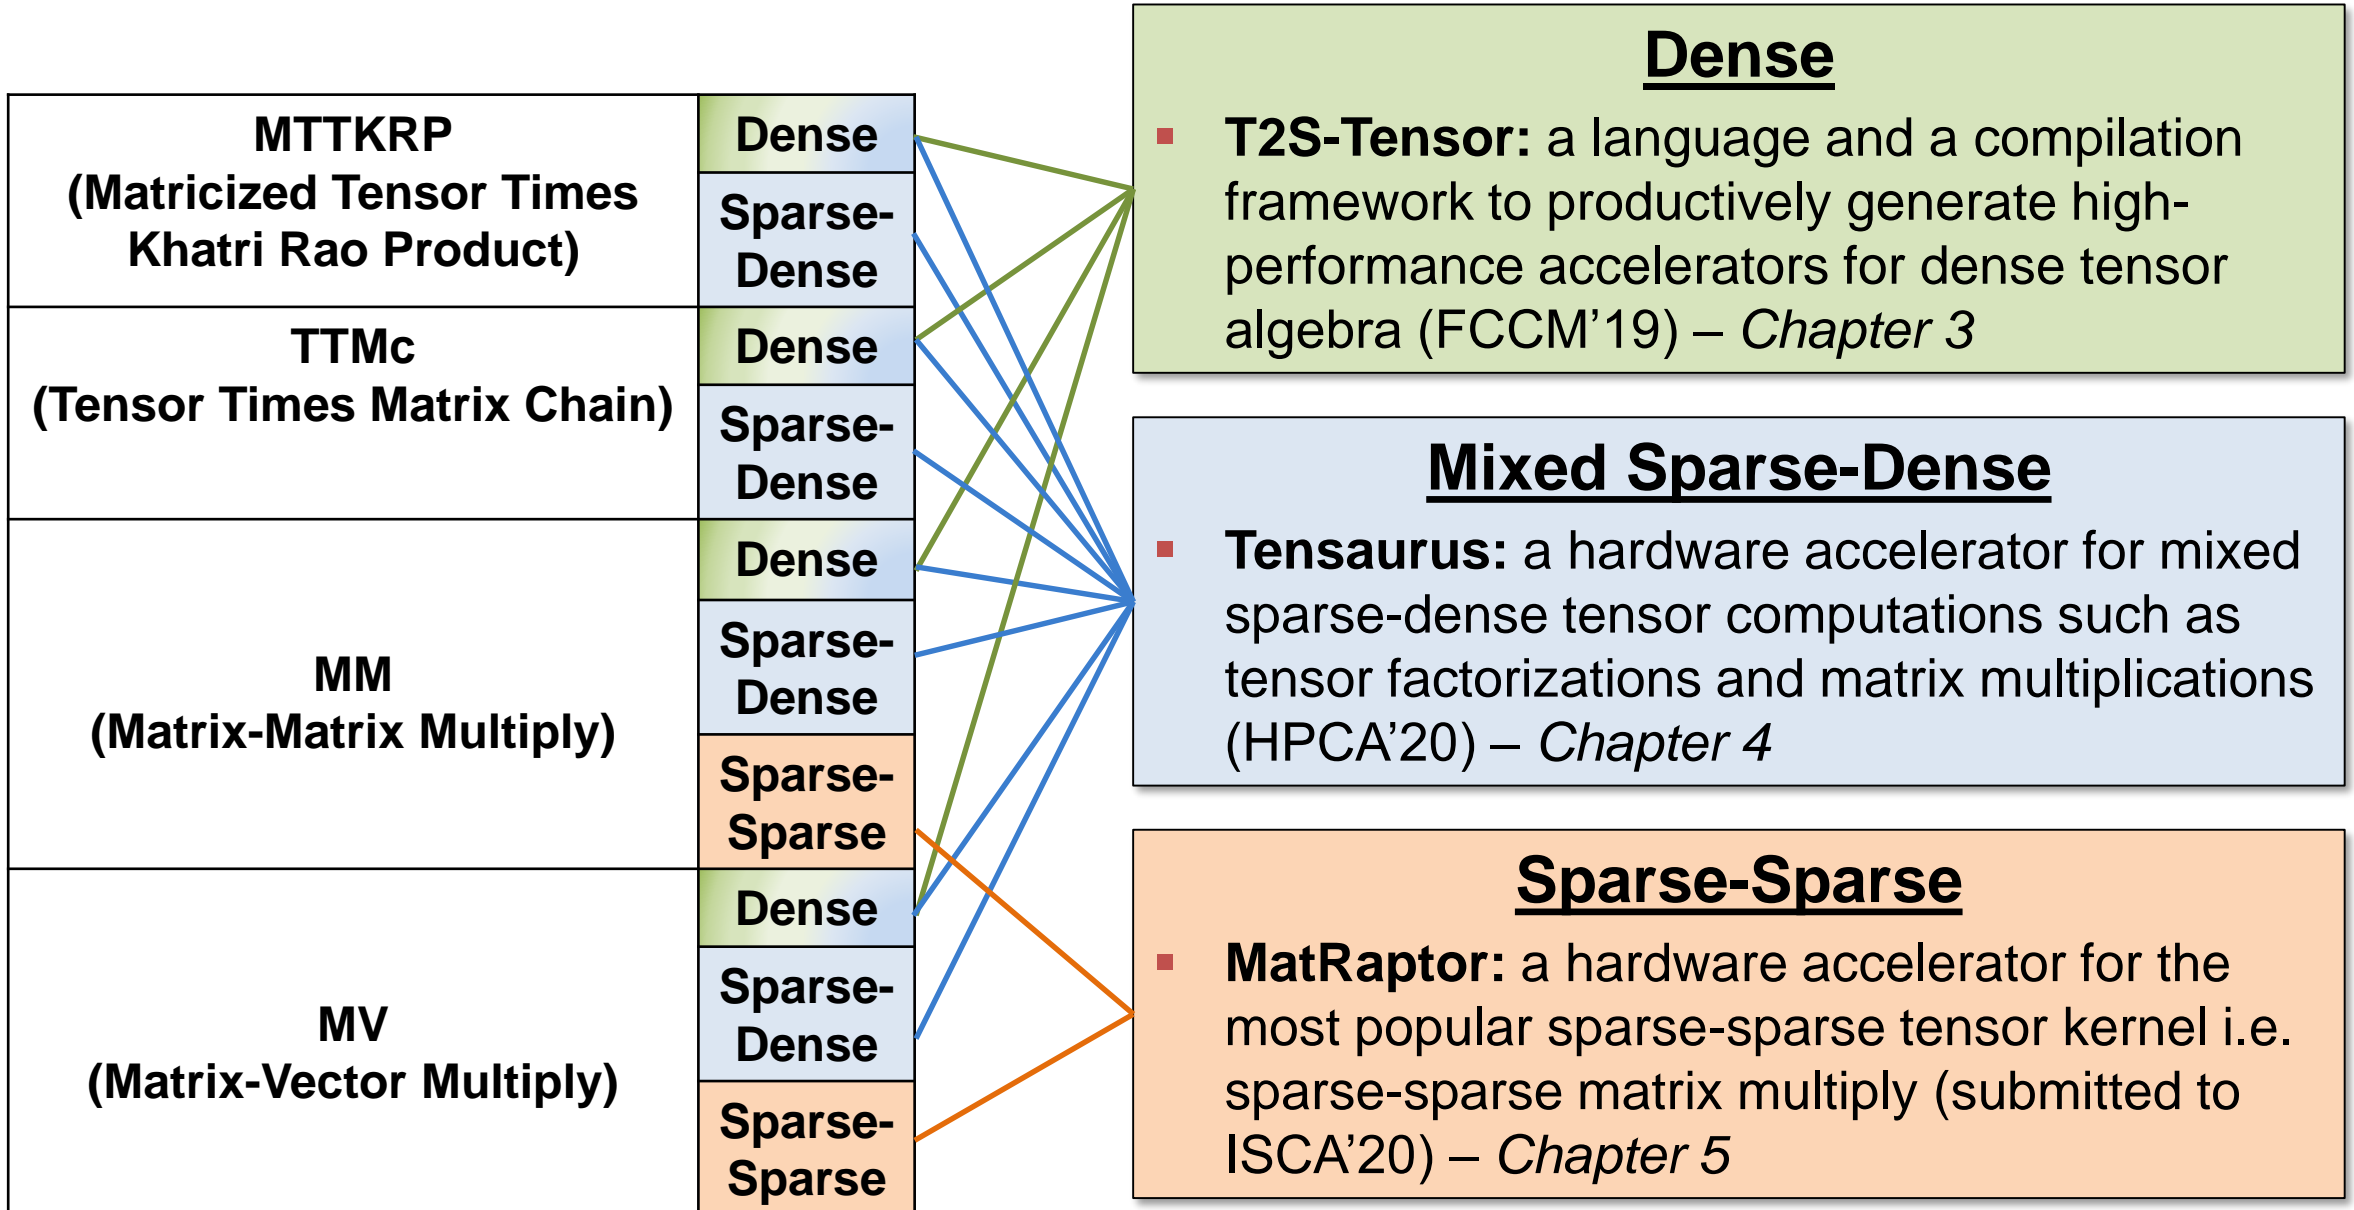 MTTKRP
(Matricized Tensor Times
Khatri Rao Product)
Dense
Sparse-
Dense
TTMc
(Tensor Times Matrix Chain)
Dense
Sparse-
Dense
MM
(Matrix-Matrix Multiply)
Dense
Sparse-
Dense
Sparse-
Sparse
MV
(Matrix-Vector Multiply)
Dense
Sparse-
Dense
Sparse-
Sparse
Dense
▪ T2S-Tensor: a language and a compilation
framework to productively generate high-
performance accelerators for dense tensor
algebra (FCCM’19) – Chapter 3
Mixed Sparse-Dense
▪ Tensaurus: a hardware accelerator for mixed
sparse-dense tensor computations such as
tensor factorizations and matrix multiplications
(HPCA’20) – Chapter 4
Sparse-Sparse
▪ MatRaptor: a hardware accelerator for the
most popular sparse-sparse tensor kernel i.e.
sparse-sparse matrix multiply (submitted to
ISCA’20) – Chapter 5